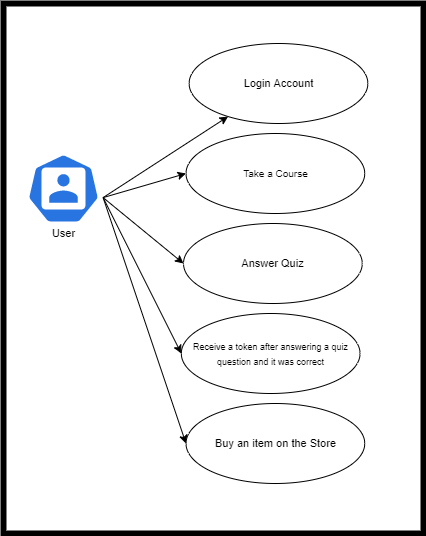 Login Account
Take a Course
User
Answer Quiz
Receive a token after answering a quiz
question and it was correct
Buy an item on the Store